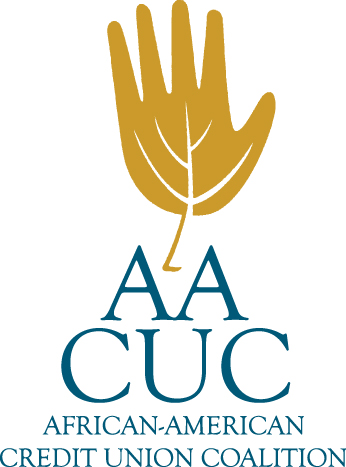 AA
CUC
AFRICAN-AMERICAN
CREDIT UNION COALITION